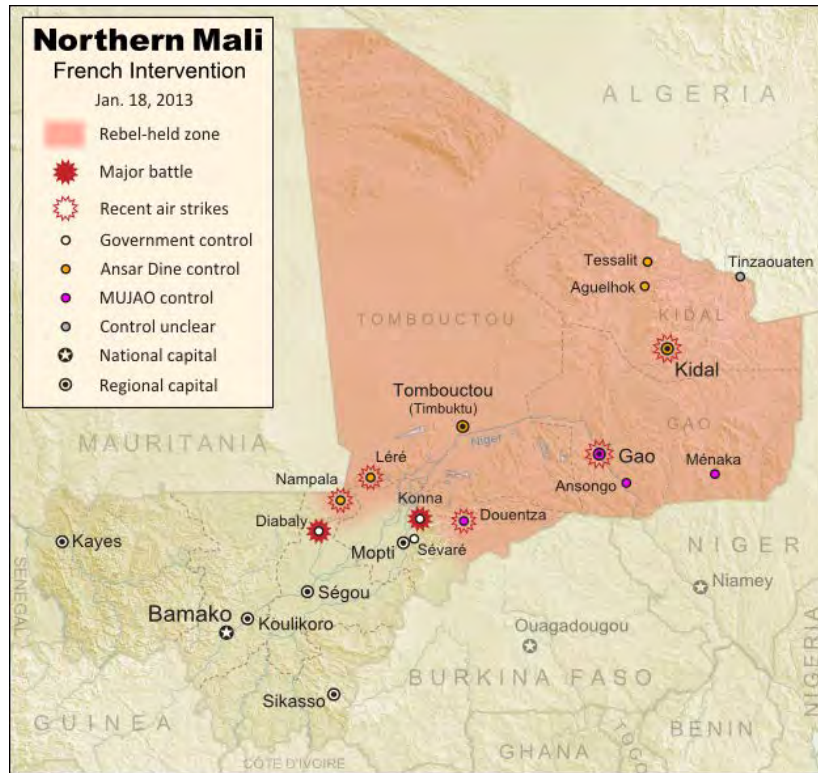 Northern Mali
French Intervention
Jan. 18, 2013
Rebel-held zone
Major battle
Recent air strikes
Government control
Ansar Dine control
MUJAO control
Control unclear
National capital
Regional capital
ALGERIA
Tessalit
Tinzaouaten
Aguelhok
KIDAL
TOMBOUCTOU
Kidal
Tombouctou
(Timbuktu)
GAO
MAURITANIA
Niger
Léré
Gao
Ménaka
Nampala
Ansongo
Konna
Diabaly
Douentza
Kayes
Mopti
Sévaré
NIGER
SENEGAL
Niamey
Ségou
Bamako
Koulikoro
Ouagadougou
Sikasso
BURKINA FASO
NIGERIA
GUINEA
BENIN
TOGO
GHANA
CÔTE D'IVOIRE